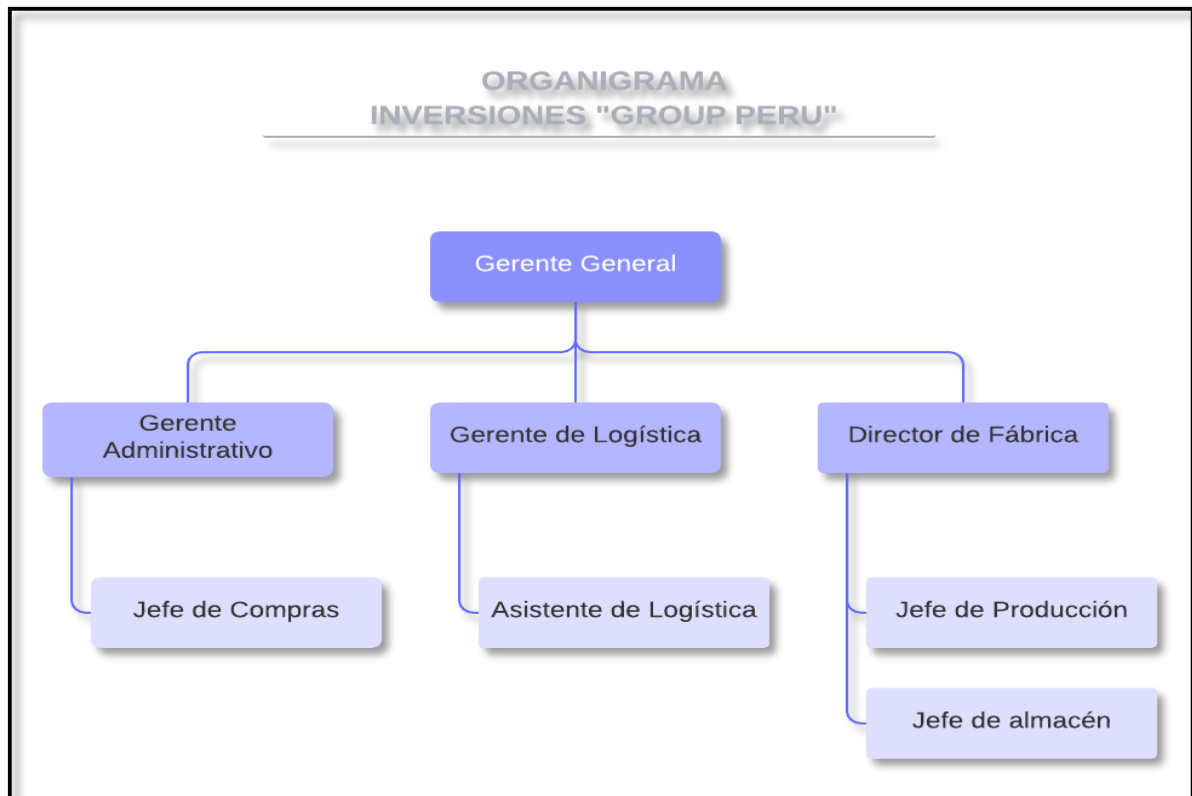 ORGANIGRAMA
INVERSIONES "GROUP PERU"
Gerente General
Gerente
Administrativo
Gerente de Logística
Director de Fábrica
Jefe de Compras
Asistente de Logística
Jefe de Producción
Jefe de almacén